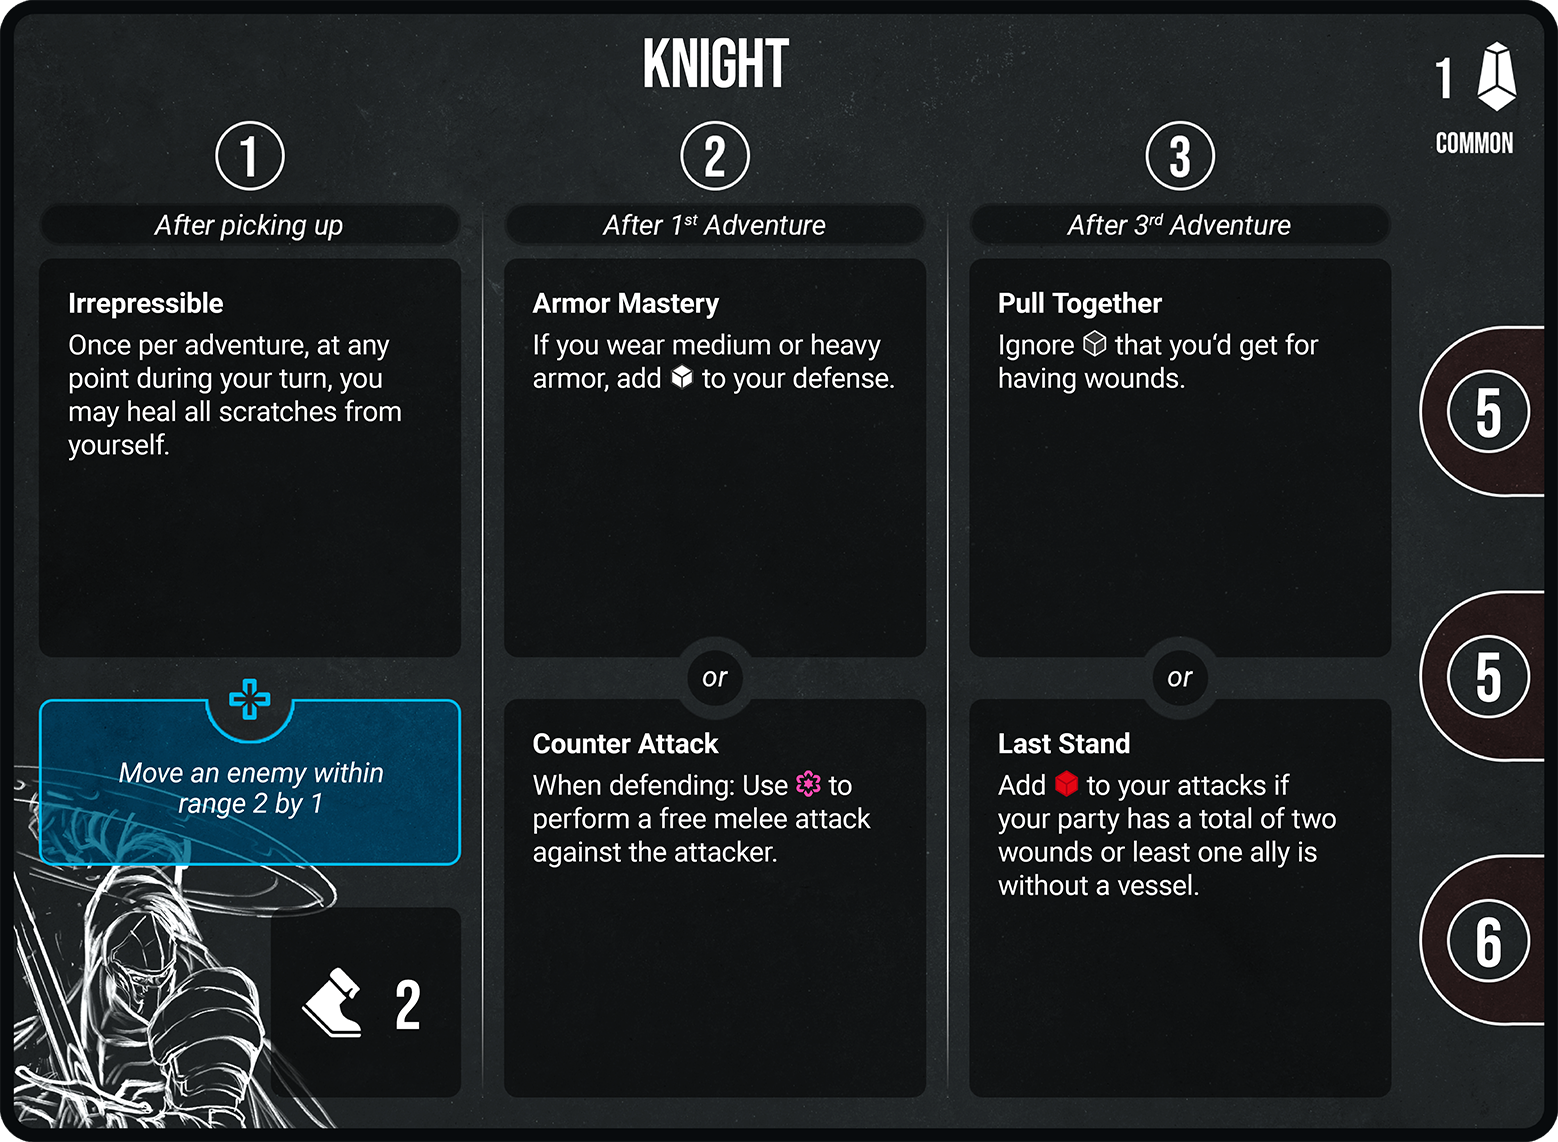 KNIGHT
1
COMMON
1
After picking up
Irrepressible
Once per adventure, at any
point during your turn, you
may heal all scratches from
yourself.
Move an enemy within
range 2 by 1
2
2
After 1st Adventure
Armor Mastery
If you wear medium or heavy
armor, add to your defense.
or
Counter Attack
When defending: Use to
perform a free melee attack
against the attacker.
3
After 3rd Adventure
Pull Together
Ignore that you‘d get for
having wounds.
or
Last Stand
Add to your attacks if
your party has a total of two
wounds or least one ally is
without a vessel.
5
5
6